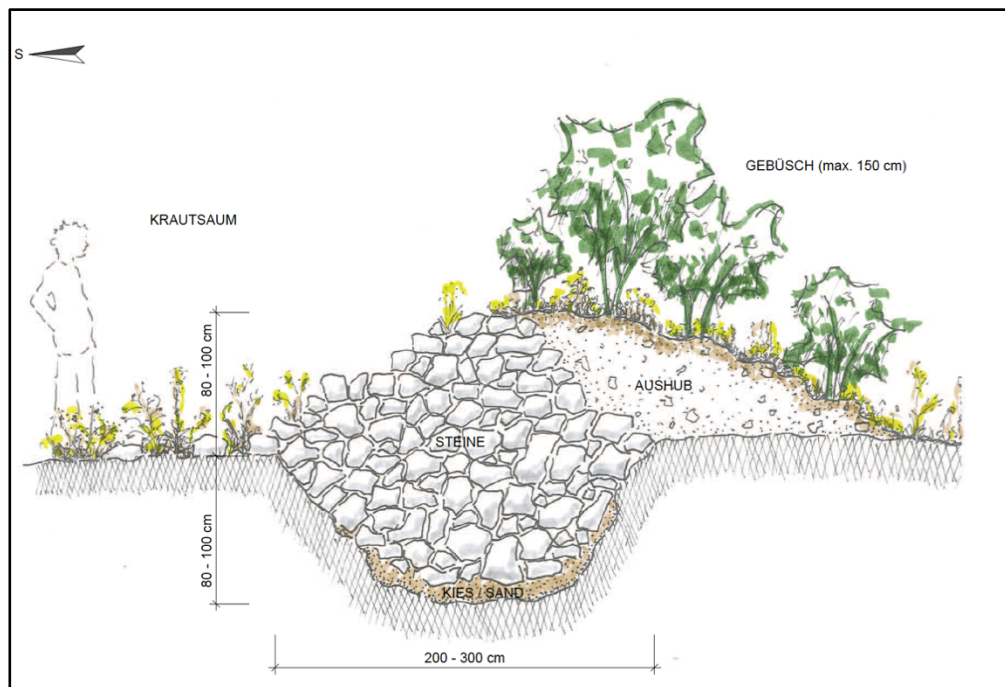 S
GEBÜSCH (max. 150 cm)
KRAUTSAUM
80 - 100 cm
AUSHUB
STEINE
80 - 100 cm
KIES / SAND
200 - 300 cm